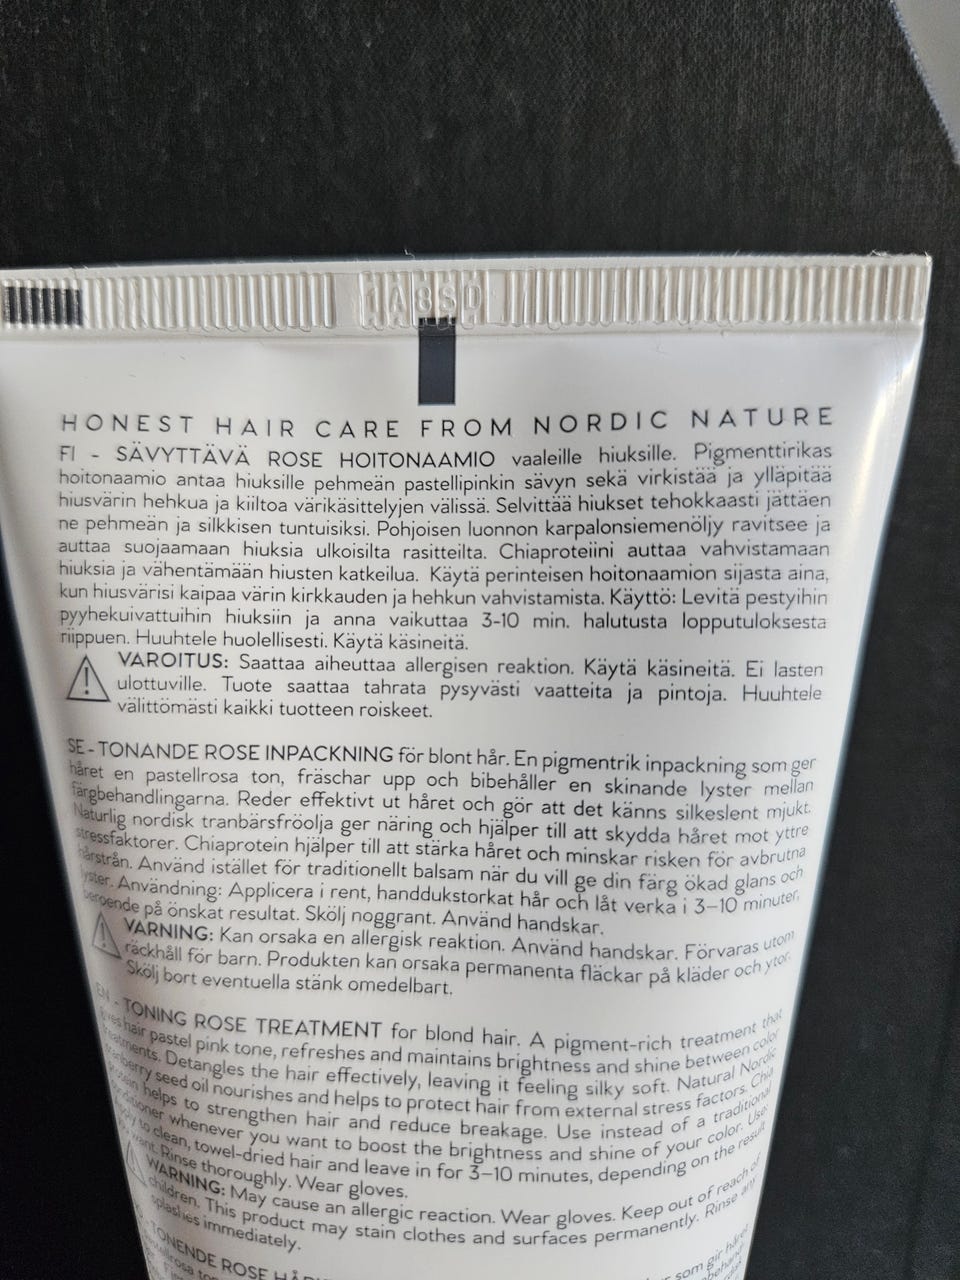 1A8SD
HONEST HAIR CARE FROM NORDIC NATURE
FI - SÄVYTTÄVÄ ROSE HOITONAAMIO vaaleille hiuksille. Pigmenttirikas
hoitonaamio antaa hiuksille pehmeän pastellipinkin sävyn sekä virkistää ja ylläpitää
hiusvärin hehkua ja kiiltoa värikäsittelyjen välissä. Selvittää hiukset tehokkaasti jättäen
ne pehmeän ja silkkisen tuntuisiksi. Pohjoisen luonnon karpalonsiemenöljy ravitsee ja
auttaa suojaamaan hiuksia ulkoisilta rasitteilta. Chiaproteiini auttaa vahvistamaan
hiuksia ja vähentämään hiusten katkeilua. Käytä perinteisen hoitonaamion sijasta aina,
kun hiusvärisi kaipaa värin kirkkauden ja hehkun vahvistamista. Käyttö: Levitä pestyihin
pyyhekuivattuihin hiuksiin ja anna vaikuttaa 3-10 min. halutusta lopputuloksesta
riippuen. Huuhtele huolellisesti. Käytä käsineitä.
VAROITUS: Saattaa aiheuttaa allergisen reaktion. Käytä käsineitä. Ei lasten
ulottuville. Tuote saattaa tahrata pysyvästi vaatteita ja pintoja. Huuhtele
välittömästi kaikki tuotteen roiskeet.
SE - TONANDE ROSE INPACKNING för blont hår. En pigmentrik inpackning som ger
håret en pastellrosa ton, fräschar upp och bibehåller en skinande lyster mellan
färgbehandlingarna. Reder effektivt ut håret och gör att det känns silkeslent mjukt.
Naturlig nordisk tranbärsfröolja ger näring och hjälper till att skydda håret mot yttre
stressfaktorer. Chiaprotein hjälper till att stärka håret och minskar risken för avbrutna
hårstrån. Använd istället för traditionellt balsam när du vill ge din färg ökad glans och
lyster. Användning: Applicera i rent, handdukstorkat hår och låt verka i 3–10 minuter,
beroende på önskat resultat. Skölj noggrant. Använd handskar.
VARNING: Kan orsaka en allergisk reaktion. Använd handskar. Förvaras utom
räckhåll för barn. Produkten kan orsaka permanenta fläckar på kläder och ytor.
Skölj bort eventuella stänk omedelbart.
EN - TONING ROSE TREATMENT for blond hair. A pigment-rich treatment that
gives hair pastel pink tone, refreshes and maintains brightness and shine between color
treatments. Detangles the hair effectively, leaving it feeling silky soft. Natural Nordic
cranberry seed oil nourishes and helps to protect hair from external stress factors. Chia
protein helps to strengthen hair and reduce breakage. Use instead of a traditional
conditioner whenever you want to boost the brightness and shine of your color. Use:
Apply to clean, towel-dried hair and leave in for 3–10 minutes, depending on the result
you want. Rinse thoroughly. Wear gloves.
WARNING: May cause an allergic reaction. Wear gloves. Keep out of reach of
children. This product may stain clothes and surfaces permanently. Rinse any
splashes immediately.
TONENDE ROSE som gir håret